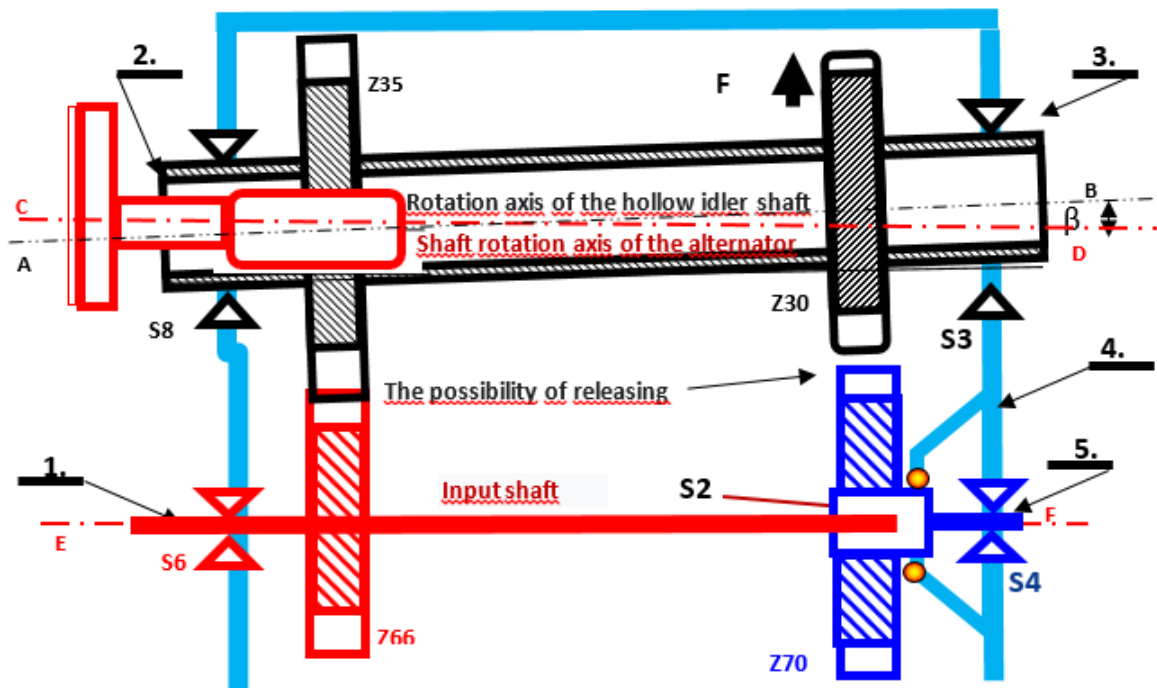 2.
3.
Z35
F
C
Rotation axis of the hollow idler shaft
B
β
A
Shaft rotation axis of the alternator
D
Z30
S8
S3
The possibility of releasing
4.
1.
Input shaft
S2
5.
E
F
S6
S4
Z66
Z70